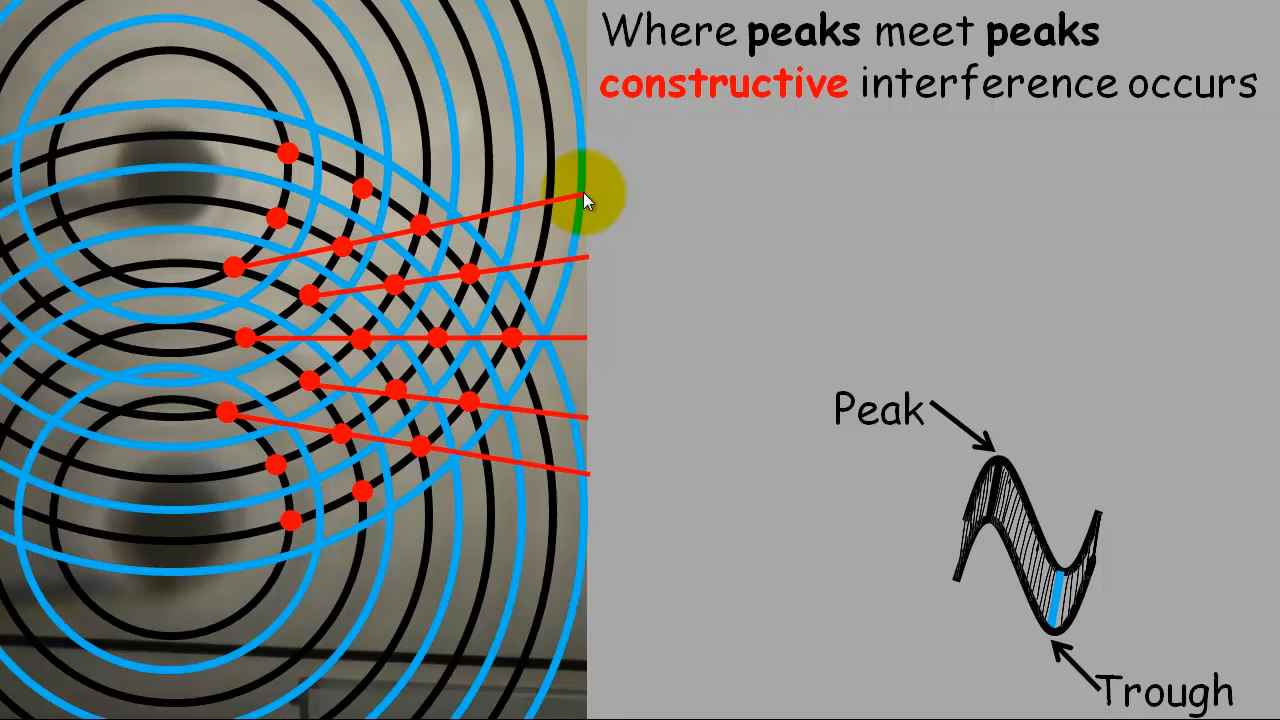 Where peaks meet peaks
constructive interference occurs
Peak
Trough